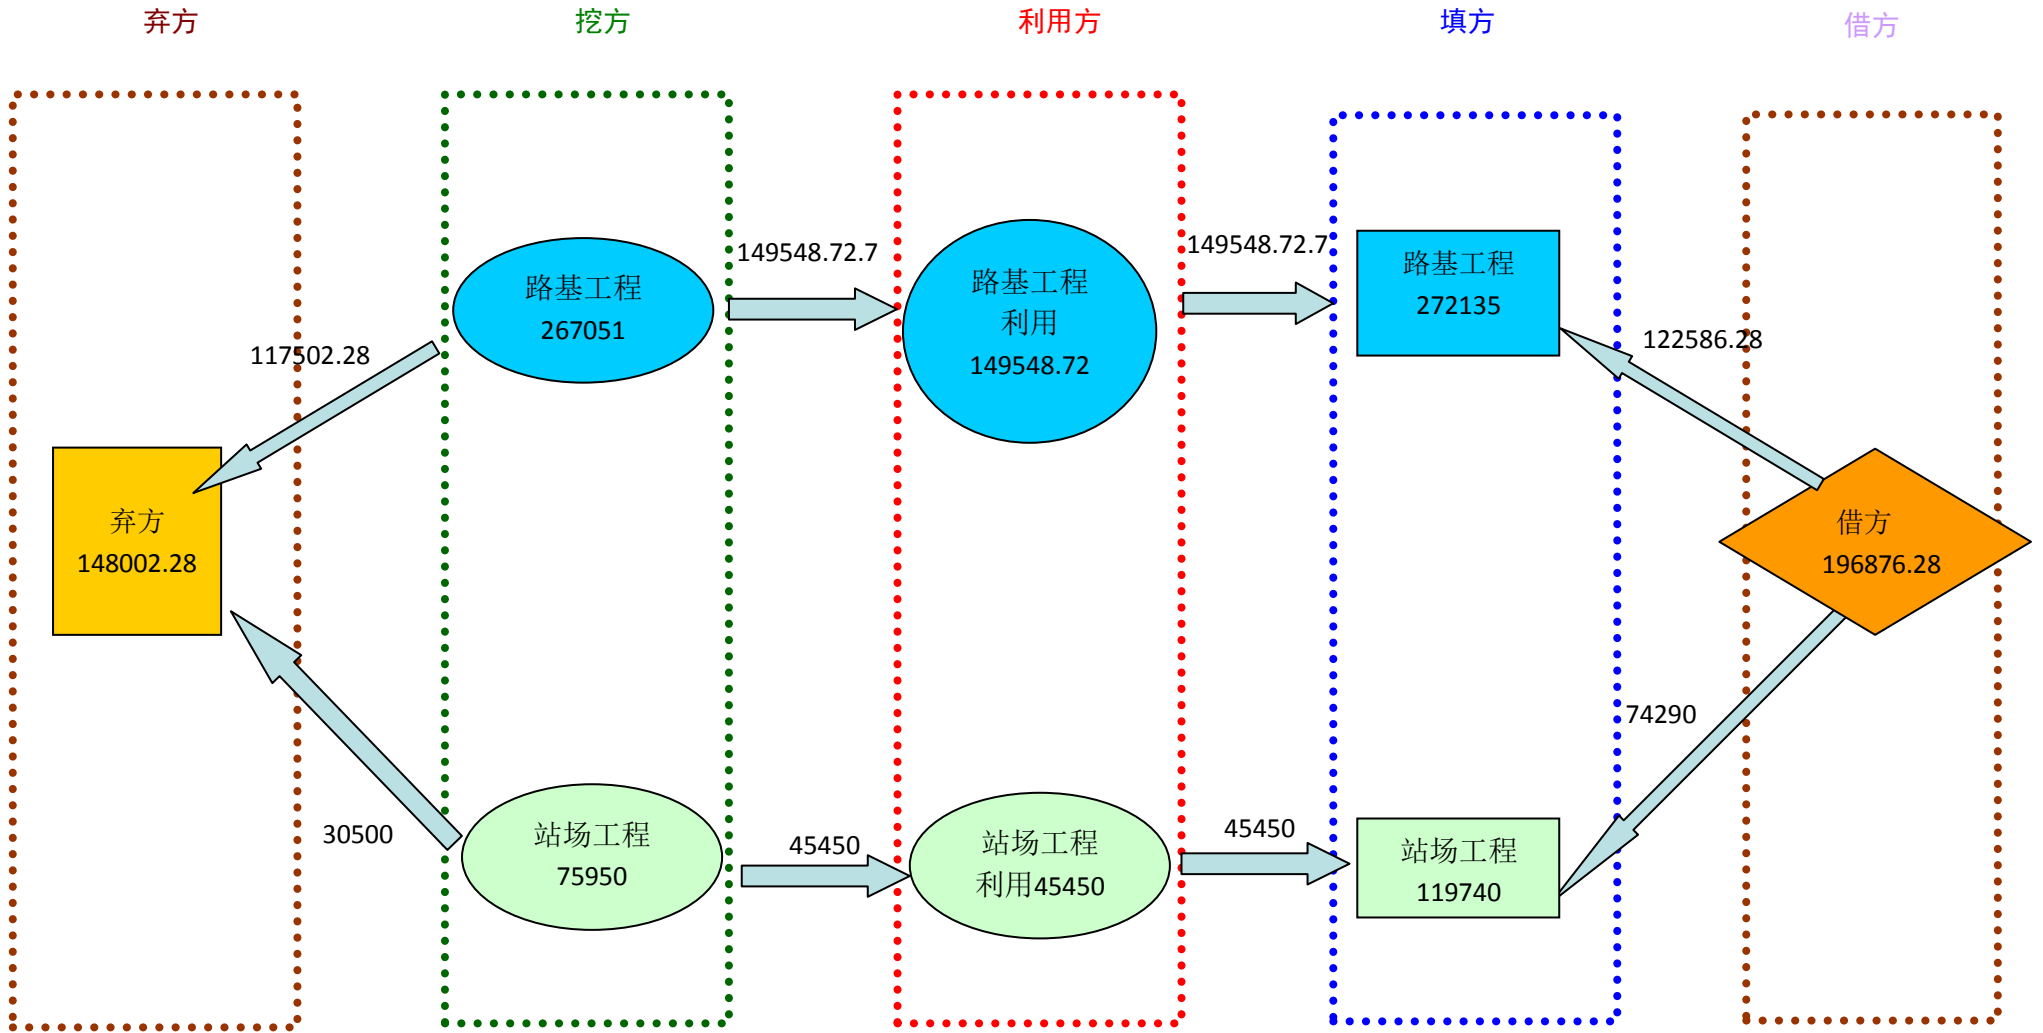 弃方
挖方
利用方
填方
借方
149548.72.7
149548.72.7
路基工程
267051
路基工程
利用
149548.72
路基工程
272135
117502.28
122586.28
弃方
148002.28
借方
196876.28
74290
30500
站场工程
75950
45450
站场工程
利用45450
45450
站场工程
119740